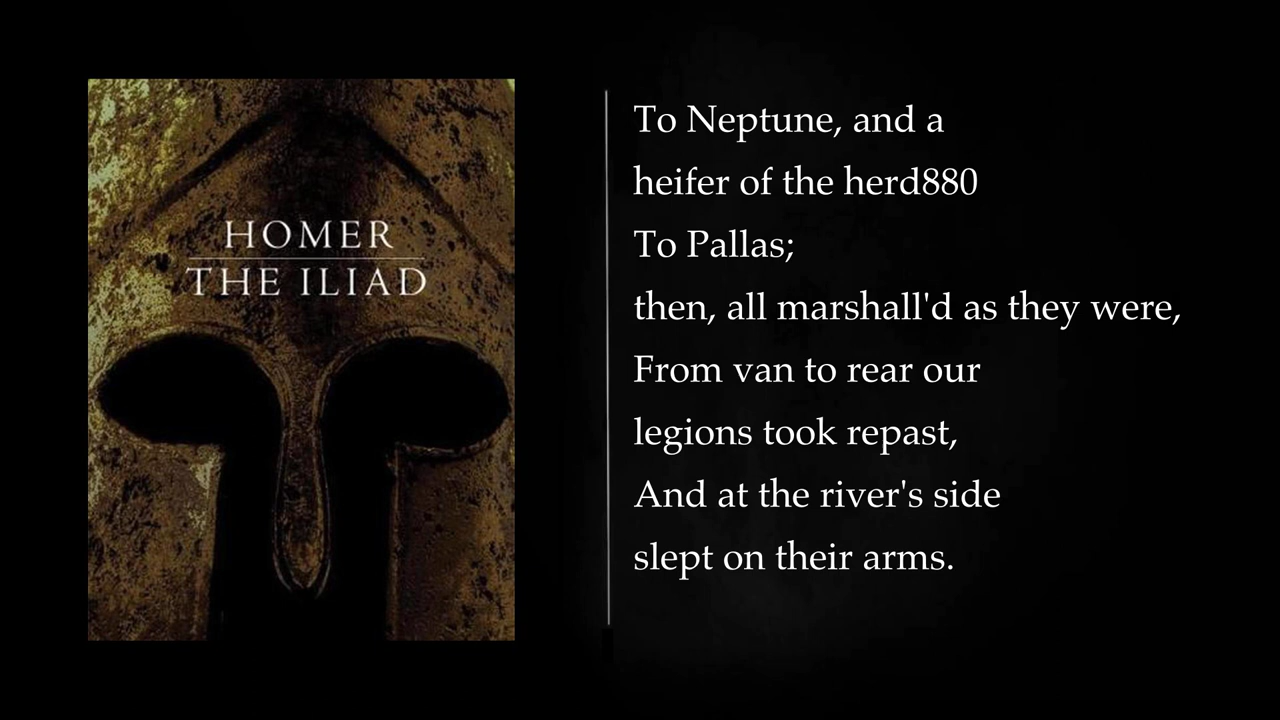 HOMER
THE ILIAD
To Neptune, and a
heifer of the herd880
To Pallas;
then, all marshall'd as they were,
From van to rear our
legions took repast,
And at the river's side
slept on their arms.